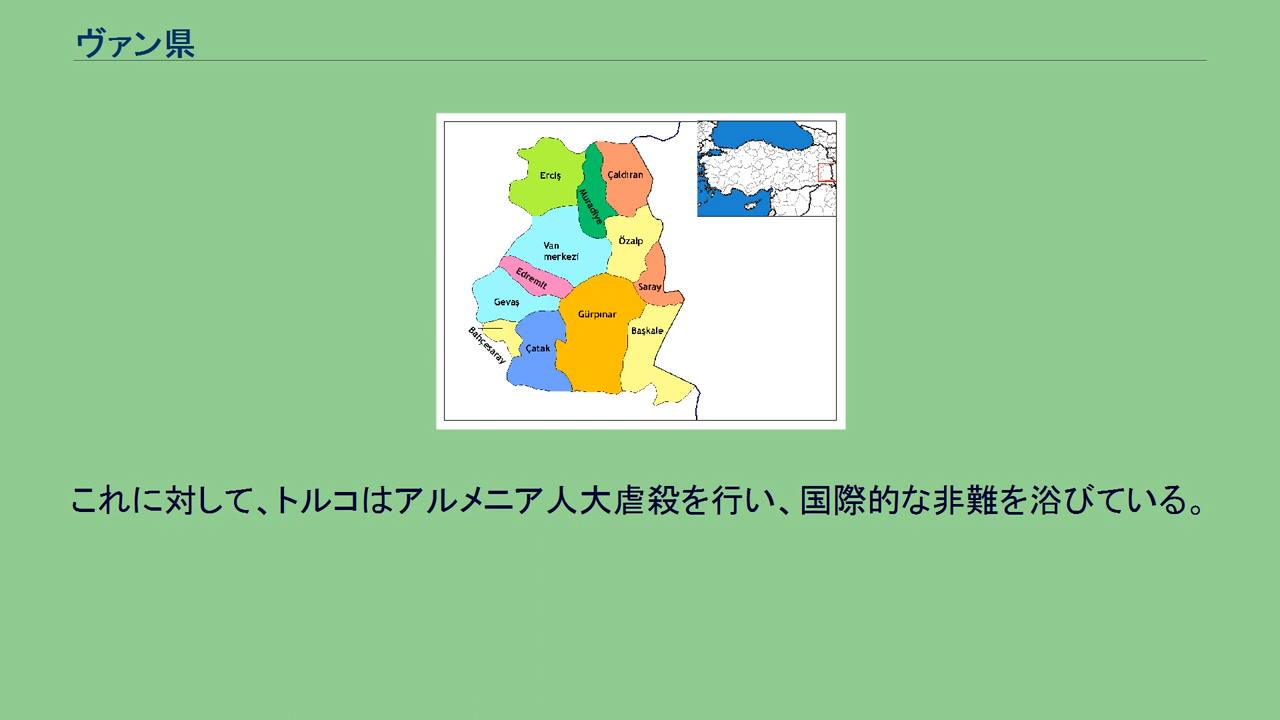 ヴァン県
Erciş
Muradiye
Çaldıran
Van
merkezi
Özalp
Edremit
Saray
Gevaş
Gürpınar
Bahçesaray
Çatak
Başkale
これに対して、トルコはアルメニア人大虐殺を行い、国際的な非難を浴びている。